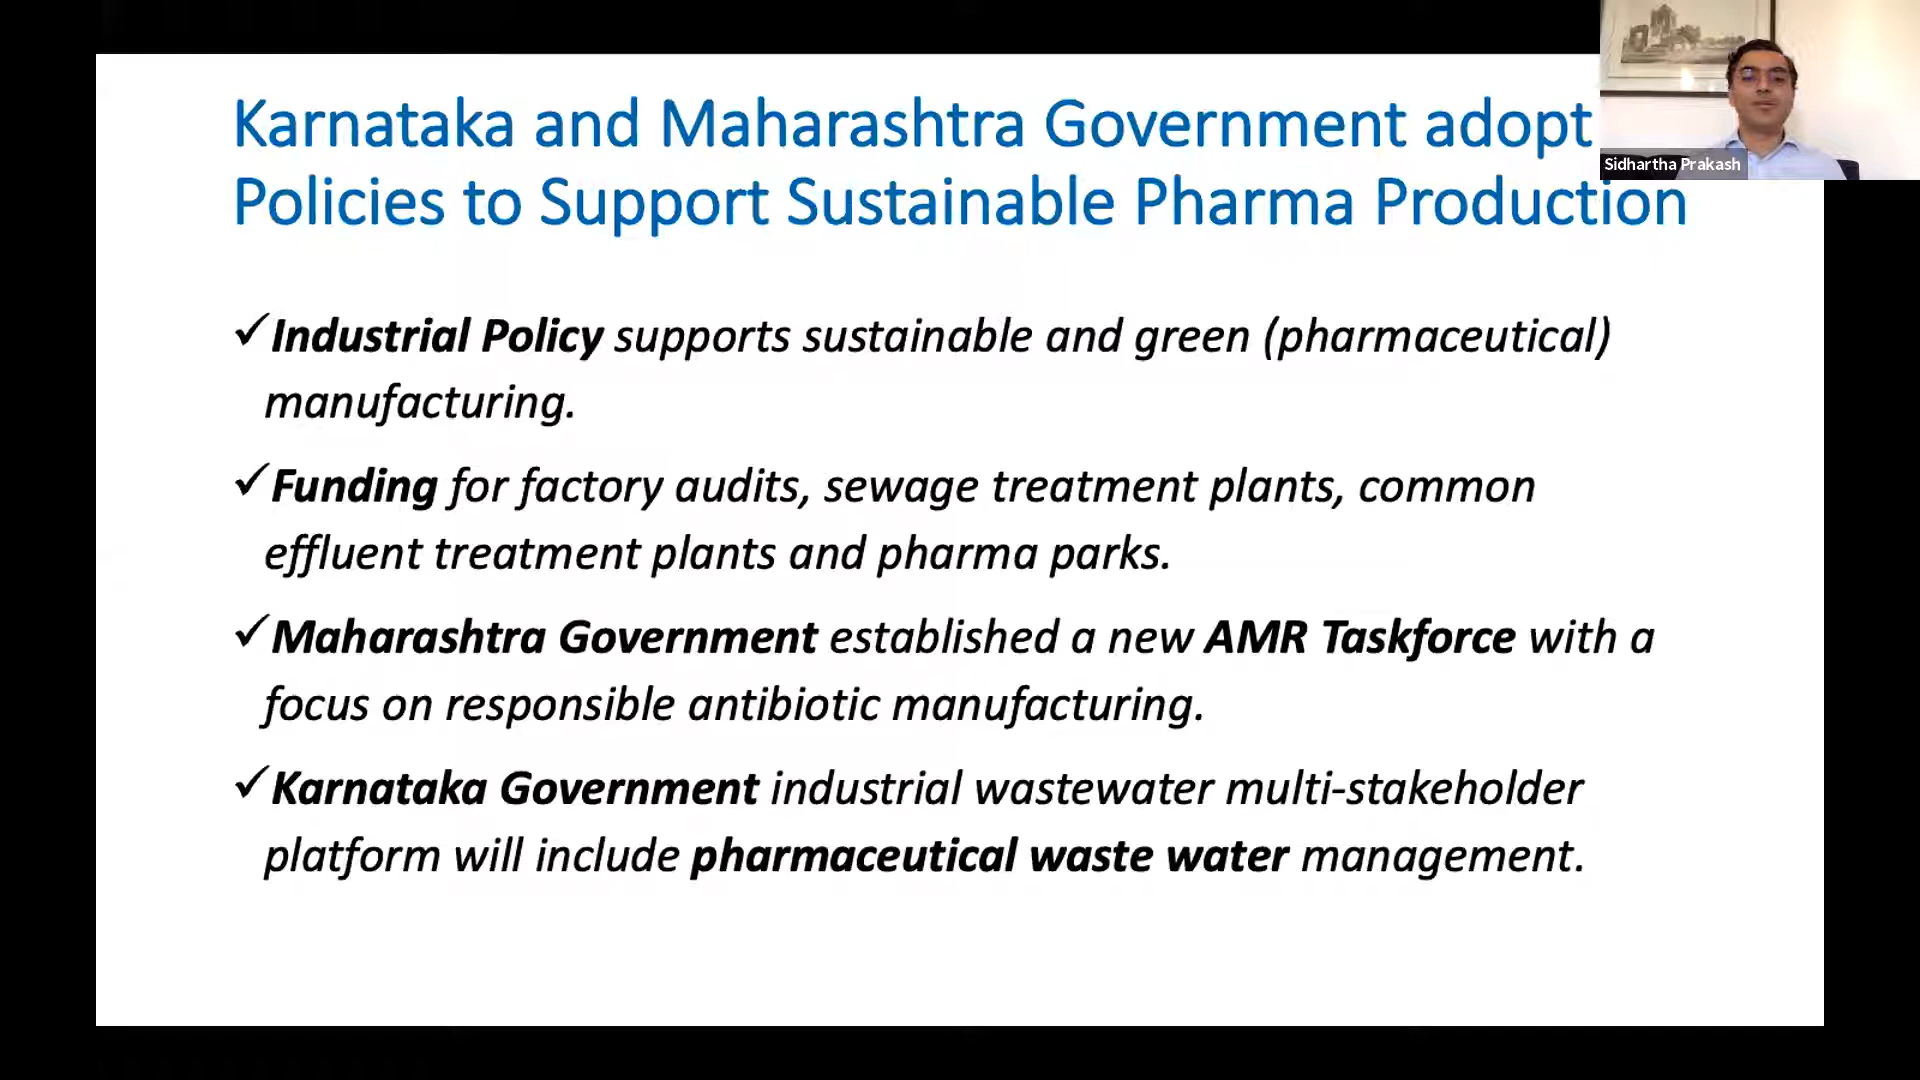 Karnataka and Maharashtra Government adopt
Policies to Support Sustainable Pharma Production
Sidhartha Prakash
✓Industrial Policy supports sustainable and green (pharmaceutical)
manufacturing.
✓Funding for factory audits, sewage treatment plants, common
effluent treatment plants and pharma parks.
✓Maharashtra Government established a new AMR Taskforce with a
focus on responsible antibiotic manufacturing.
✓Karnataka Government industrial wastewater multi-stakeholder
platform will include pharmaceutical waste water management.